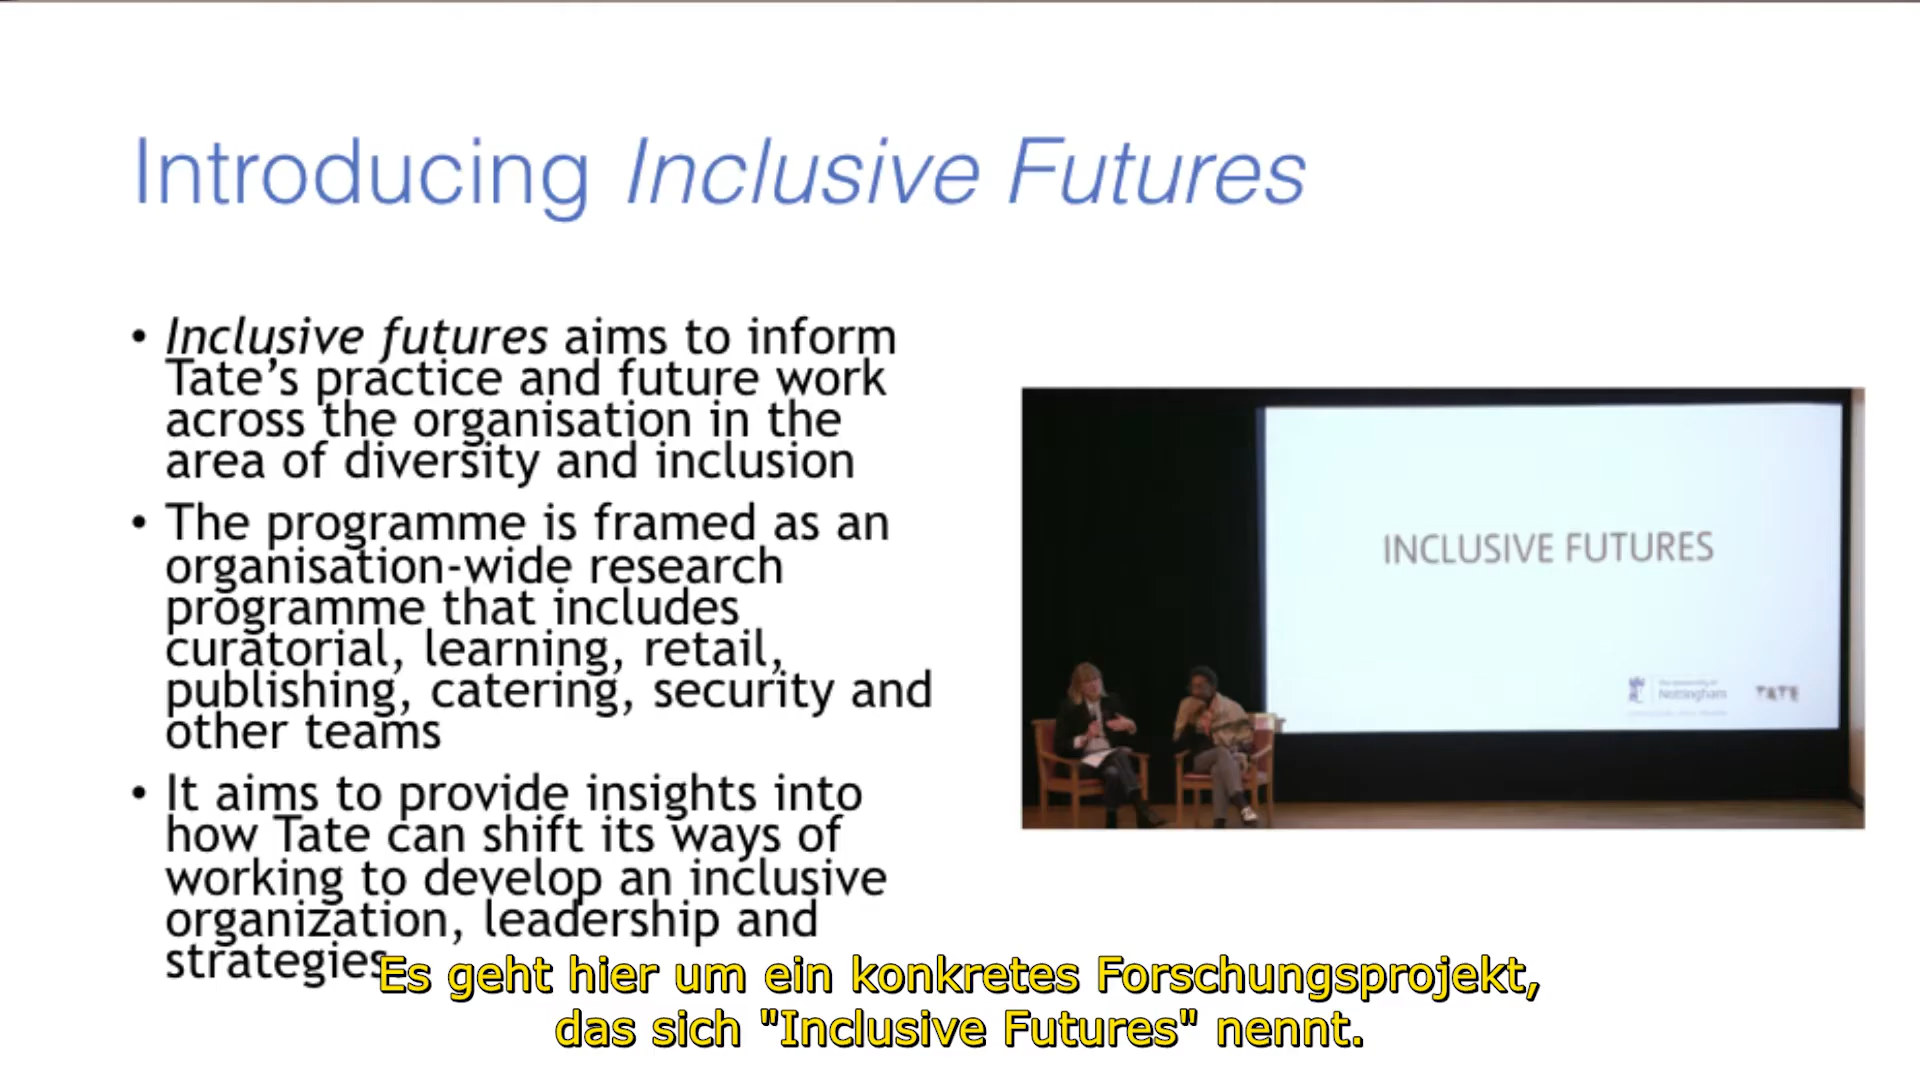 Introducing Inclusive Futures
• Inclusive futures aims to inform
Tate’s practice and future work
across the organisation in the
area of diversity and inclusion
• The programme is framed as an
organisation-wide research
programme that includes
curatorial, learning, retail,
publishing, catering, security and
other teams
• It aims to provide insights into
how Tate can shift its ways of
working to develop an inclusive
organization, leadership and
strategies
INCLUSIVE FUTURES
The University of
Nottingham
TATE
Es geht hier um ein konkretes Forschungsprojekt,
das sich "Inclusive Futures" nennt.